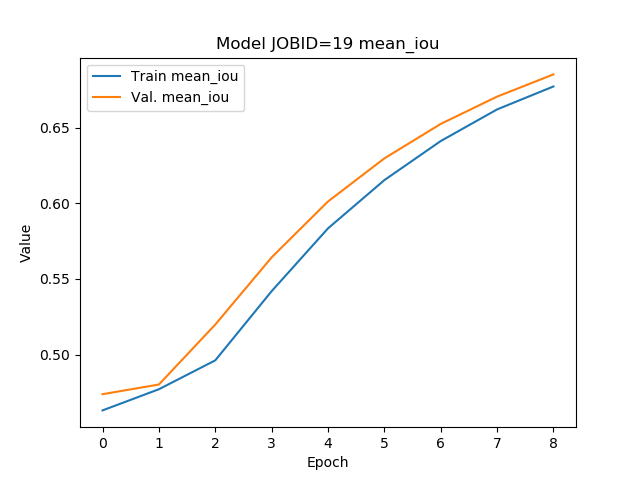 Model JOBID=19 mean_iou
Train mean_iou
Val. mean_iou
Value
0.65
0.60
0.55
0.50
0 1 2 3 4 5 6 7 8
Epoch